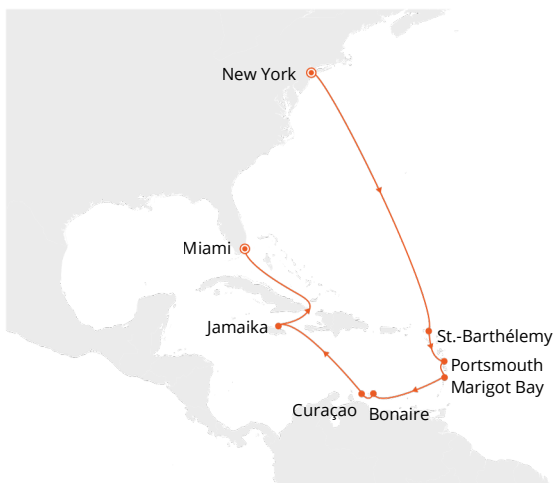 New York
Miami
Jamaika
St.-Barthélemy
Portsmouth
Marigot Bay
Curaçao
Bonaire